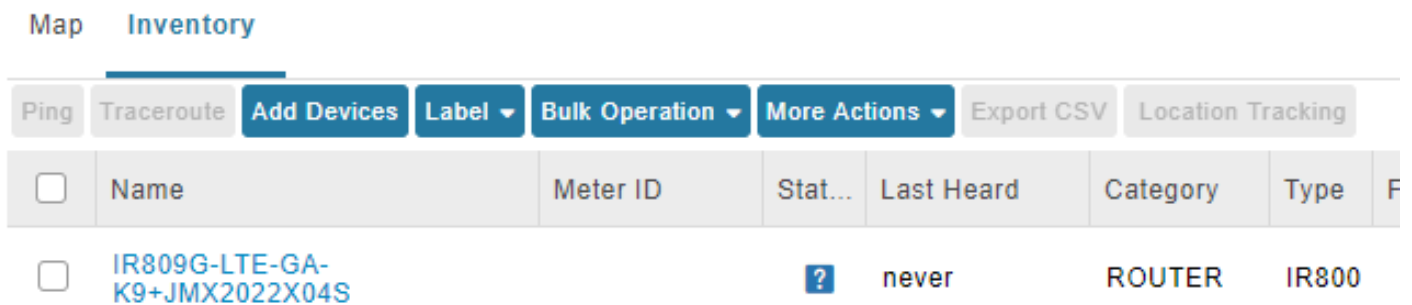 Map Inventory
Ping Traceroute Add Devices Label Bulk Operation More Actions Export CSV Location Tracking
Name Meter ID Stat... Last Heard Category Type F
IR809G-LTE-GA-
K9+JMX2022X04S ? never ROUTER IR800